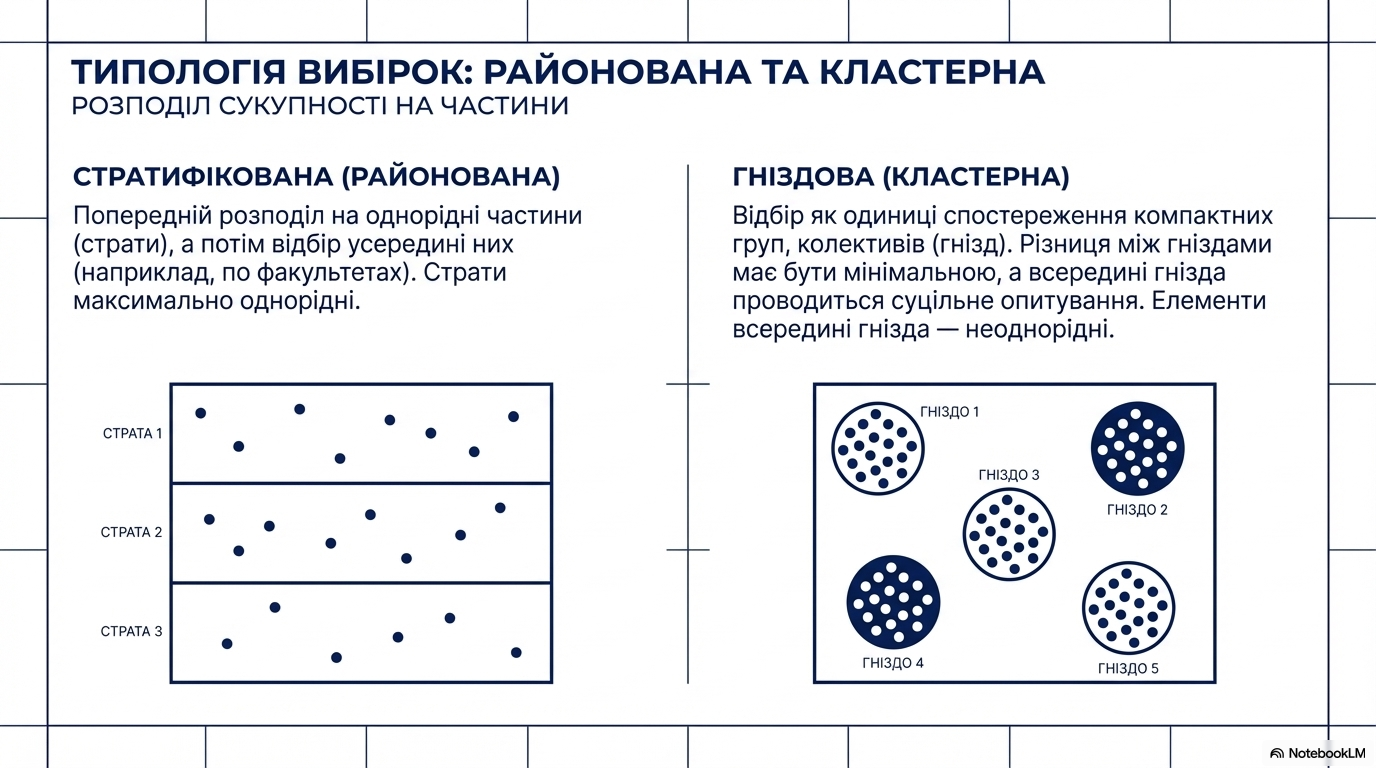 ТИПОЛОГІЯ ВИБІРОК: РАЙОНОВАНА ТА КЛАСТЕРНА
РОЗПОДІЛ СУКУПНОСТІ НА ЧАСТИНИ
СТРАТИФІКОВАНА (РАЙОНОВАНА)
Попередній розподіл на однорідні частини
(страти), а потім відбір усередині них
(наприклад, по факультетах). Страти
максимально однорідні.
СТРАТА 1
СТРАТА 2
СТРАТА 3
ГНІЗДОВА (КЛАСТЕРНА)
Відбір як одиниці спостереження компактних
груп, колективів (гнізд). Різниця між гніздами
має бути мінімальною, а всередині гнізда
проводиться суцільне опитування. Елементи
всередині гнізда — неоднорідні.
ГНІЗДО 1
ГНІЗДО 2
ГНІЗДО 3
ГНІЗДО 4
ГНІЗДО 5
NotebookLM